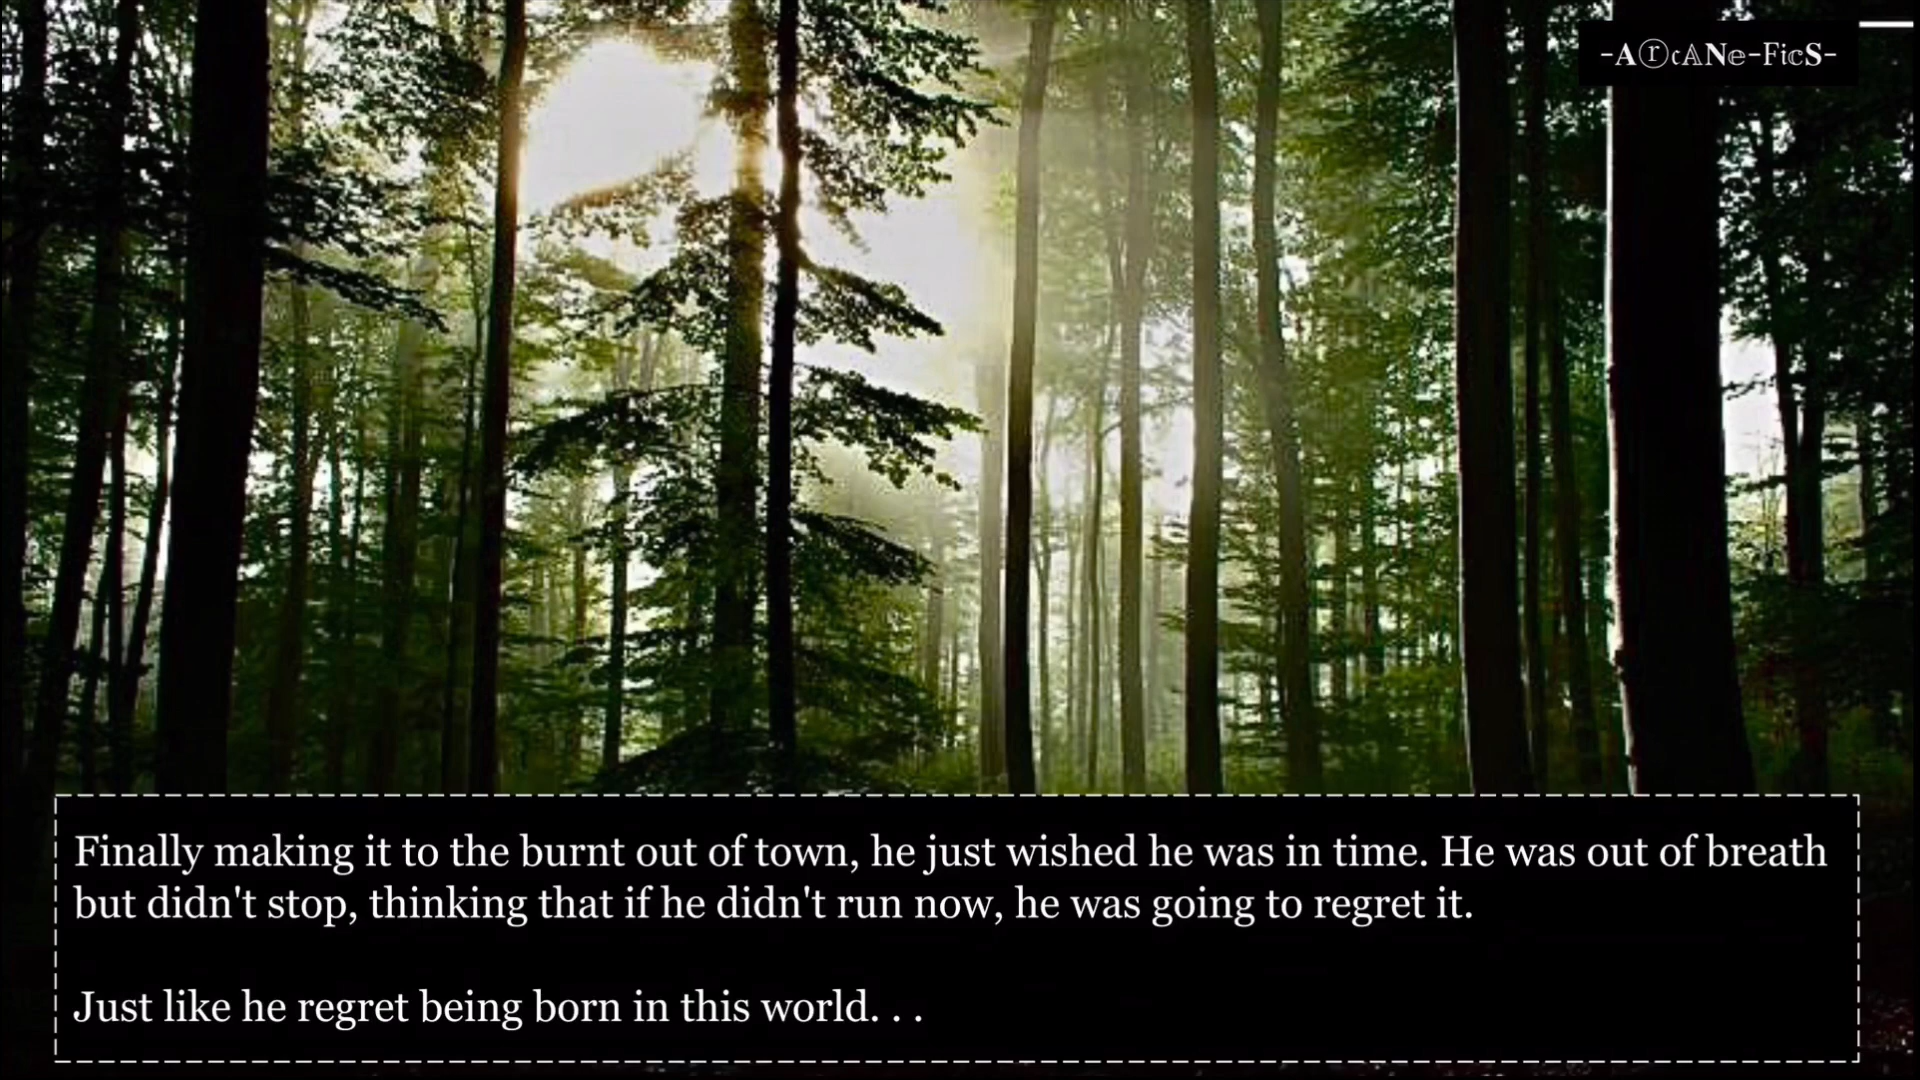 -AⓡcANe-FicS-
Finally making it to the burnt out of town, he just wished he was in time. He was out of breath
but didn't stop, thinking that if he didn't run now, he was going to regret it.
Just like he regret being born in this world. . .